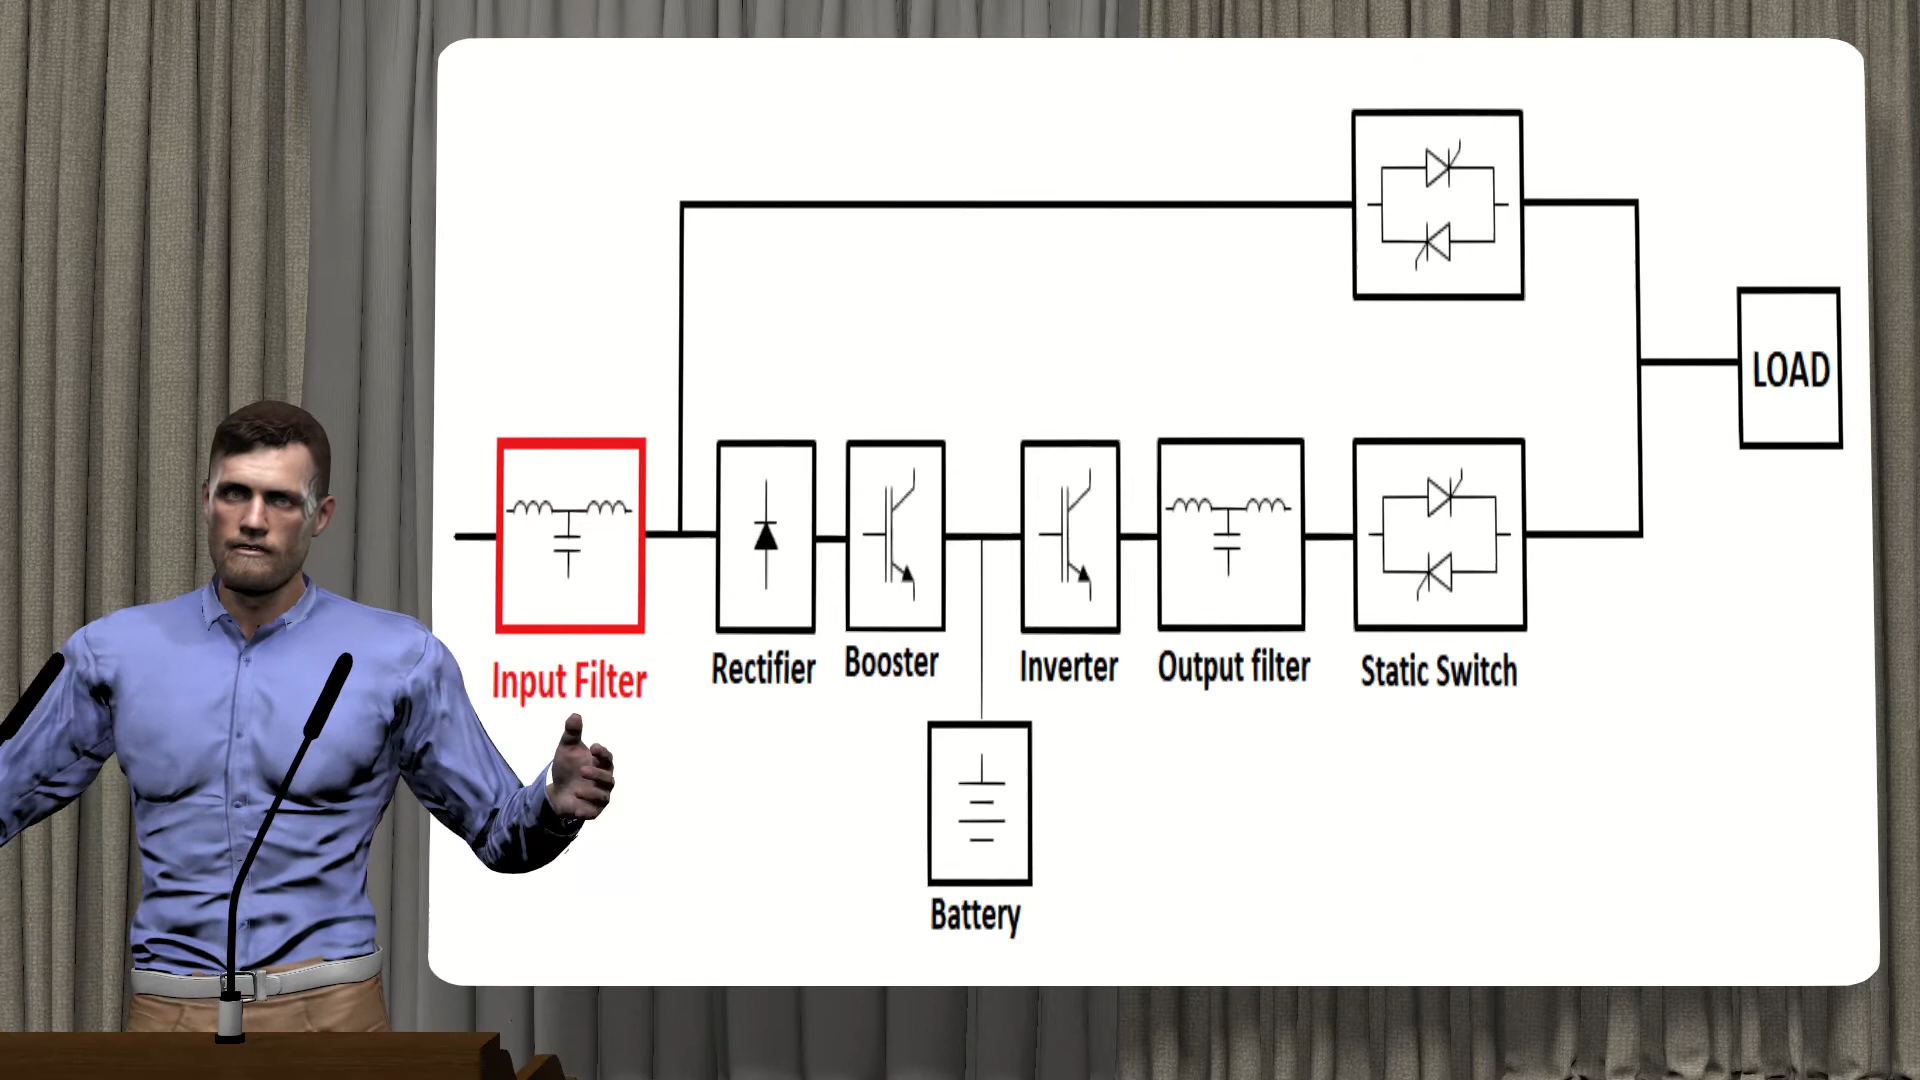 LOAD
Input Filter
Rectifier
Booster
Inverter
Output filter
Static Switch
Battery